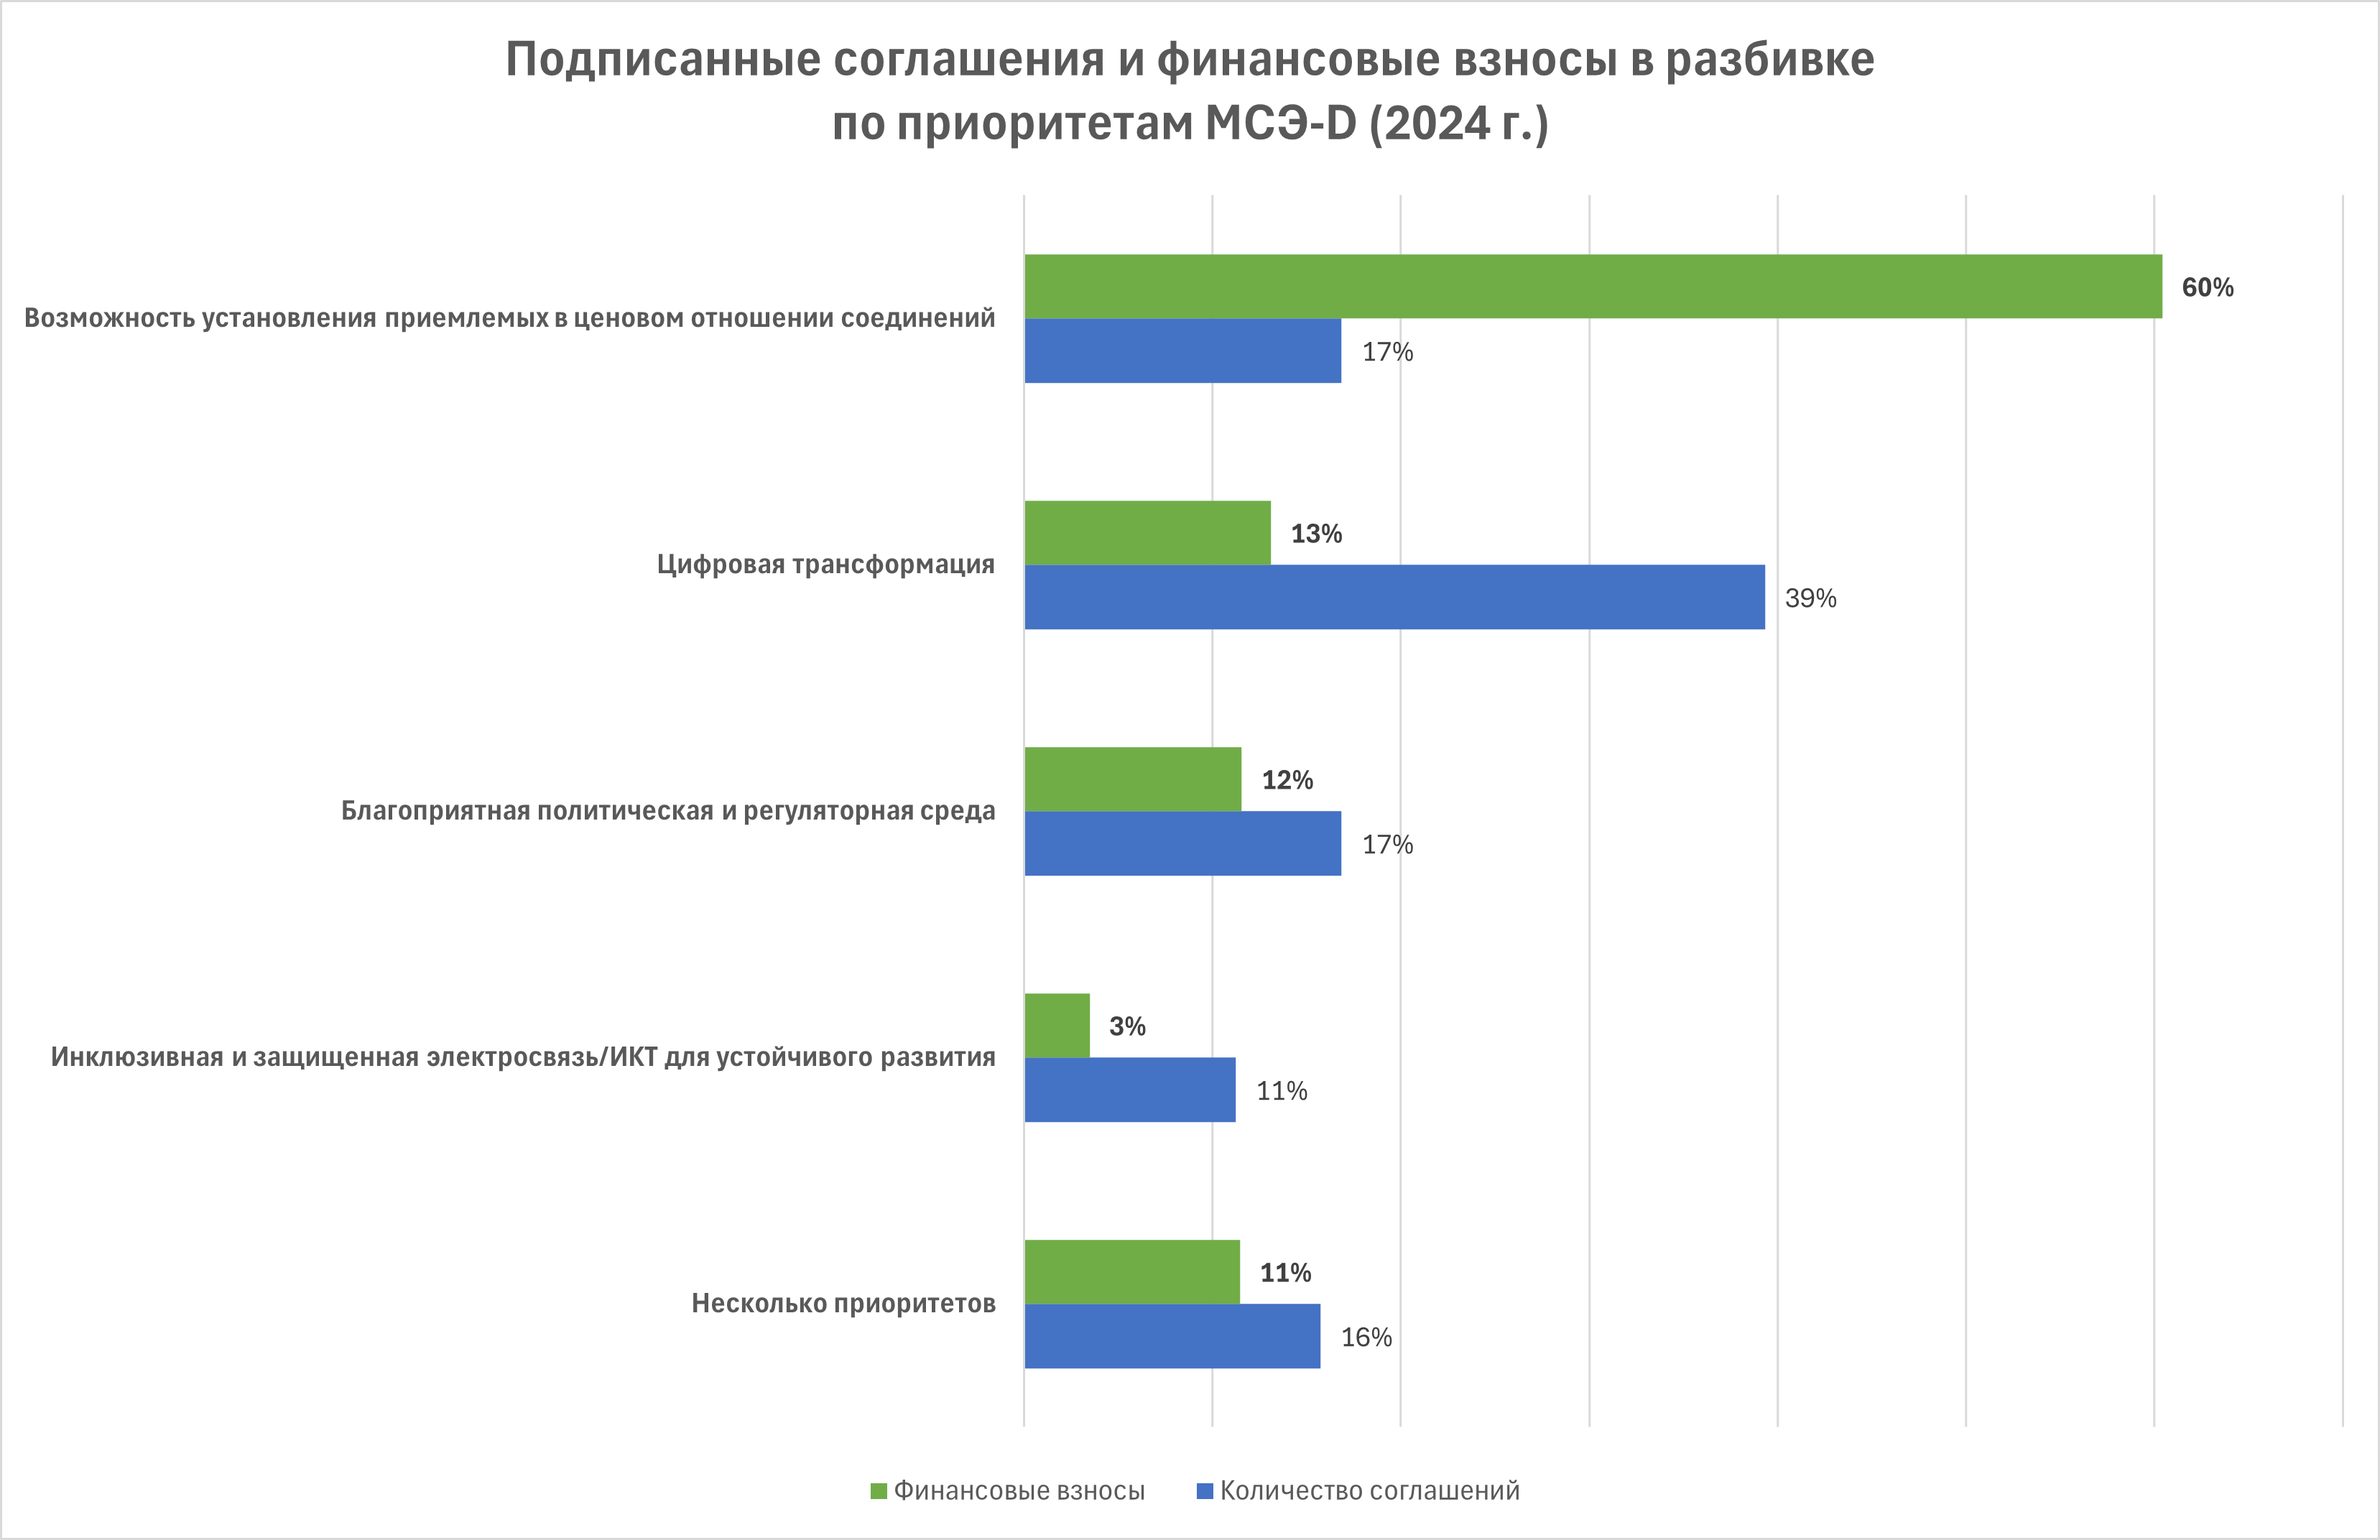 Подписанные соглашения и финансовые взносы в разбивке
по приоритетам МСЭ-D (2024 г.)
Возможность установления приемлемых в ценовом отношении соединений
60%
17%
Цифровая трансформация
13%
39%
Благоприятная политическая и регуляторная среда
12%
17%
Инклюзивная и защищенная электросвязь/ИКТ для устойчивого развития
3%
11%
Несколько приоритетов
11%
16%
Финансовые взносы
Количество соглашений